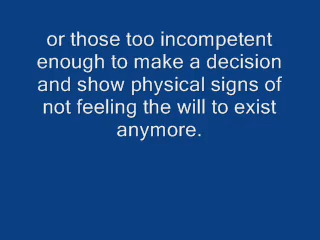 or those too incompetent
enough to make a decision
and show physical signs of
not feeling the will to exist
anymore.